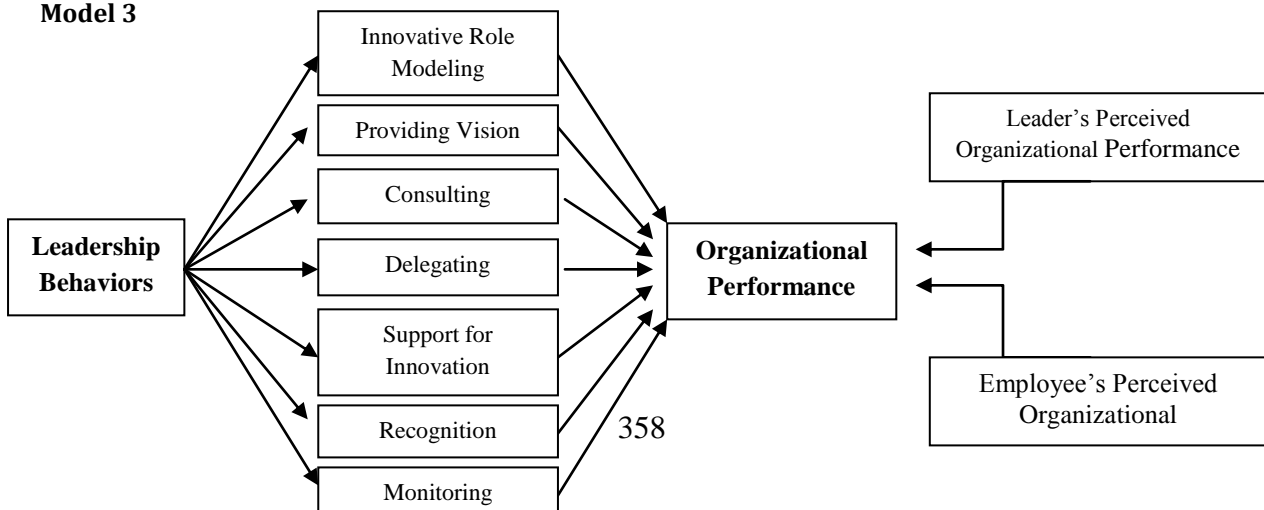 Model 3
Innovative Role
Modeling
Providing Vision
Consulting
Delegating
Support for
Innovation
Recognition
Monitoring
Leadership
Behaviors
Organizational
Performance
Leader's Perceived
Organizational Performance
Employee's Perceived
Organizational
358